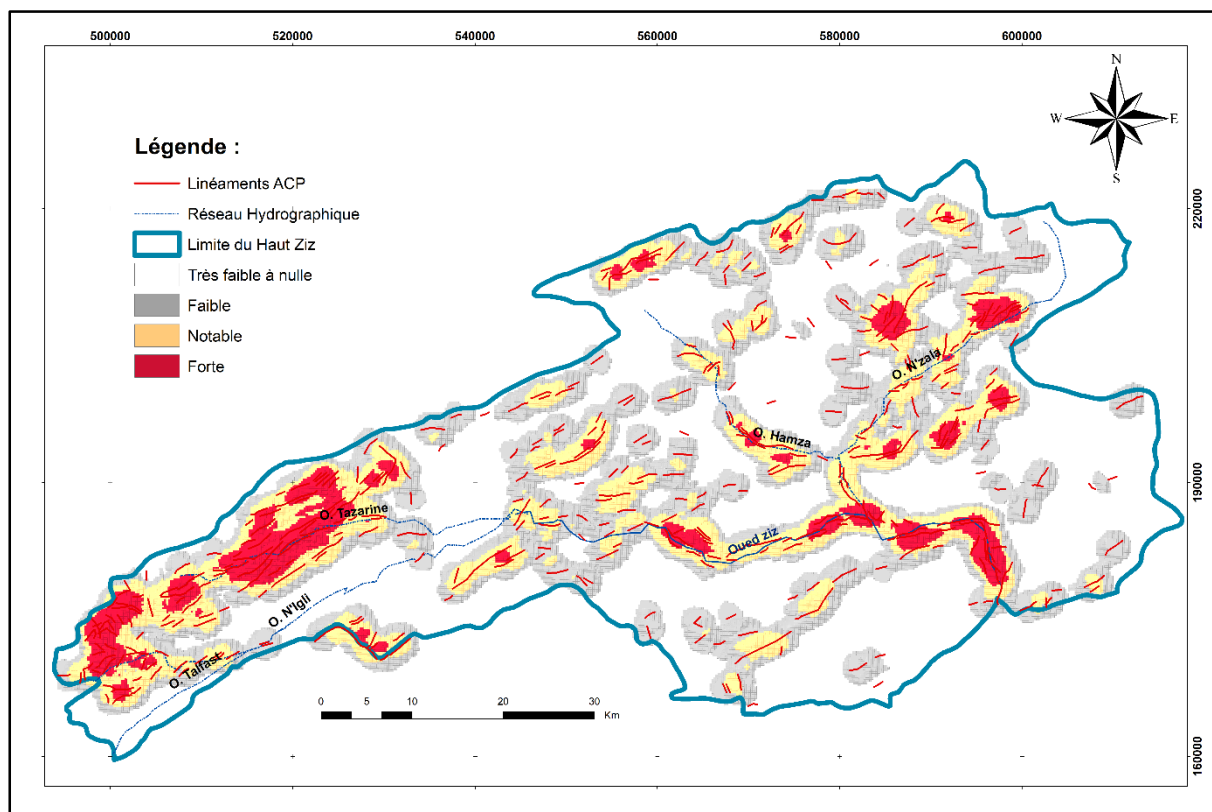 500000 520000 540000 560000 580000 600000
N
W E
S
Légende :
Linéaments ACP
Réseau Hydrographique
Limite du Haut Ziz
Très faible à nulle
Faible
Notable
Forte
220000
190000
160000
O. N'zala
O. Hamza
O. Tazarine
Oued ziz
O. N'Igli
O. Talfast
0 5 10 20 30
Km